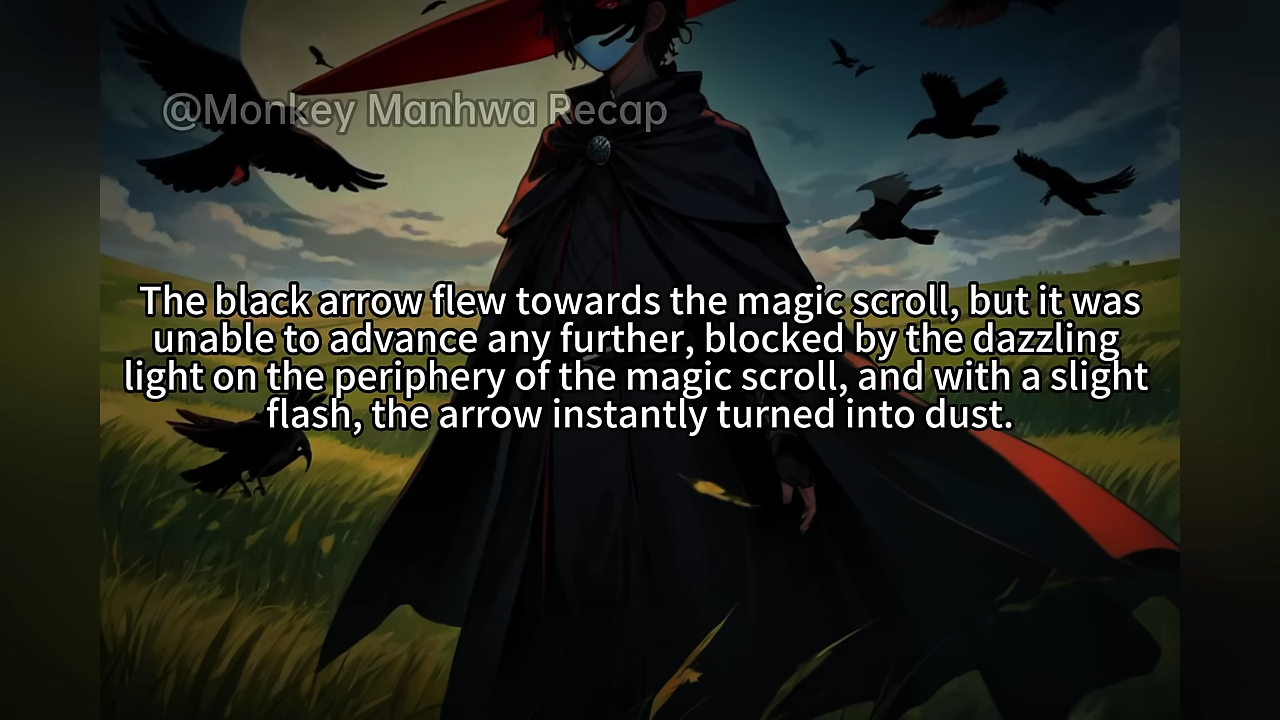 @Monkey Manhwa Recap
The black arrow flew towards the magic scroll, but it was
unable to advance any further, blocked by the dazzling
light on the periphery of the magic scroll, and with a slight
flash, the arrow instantly turned into dust.